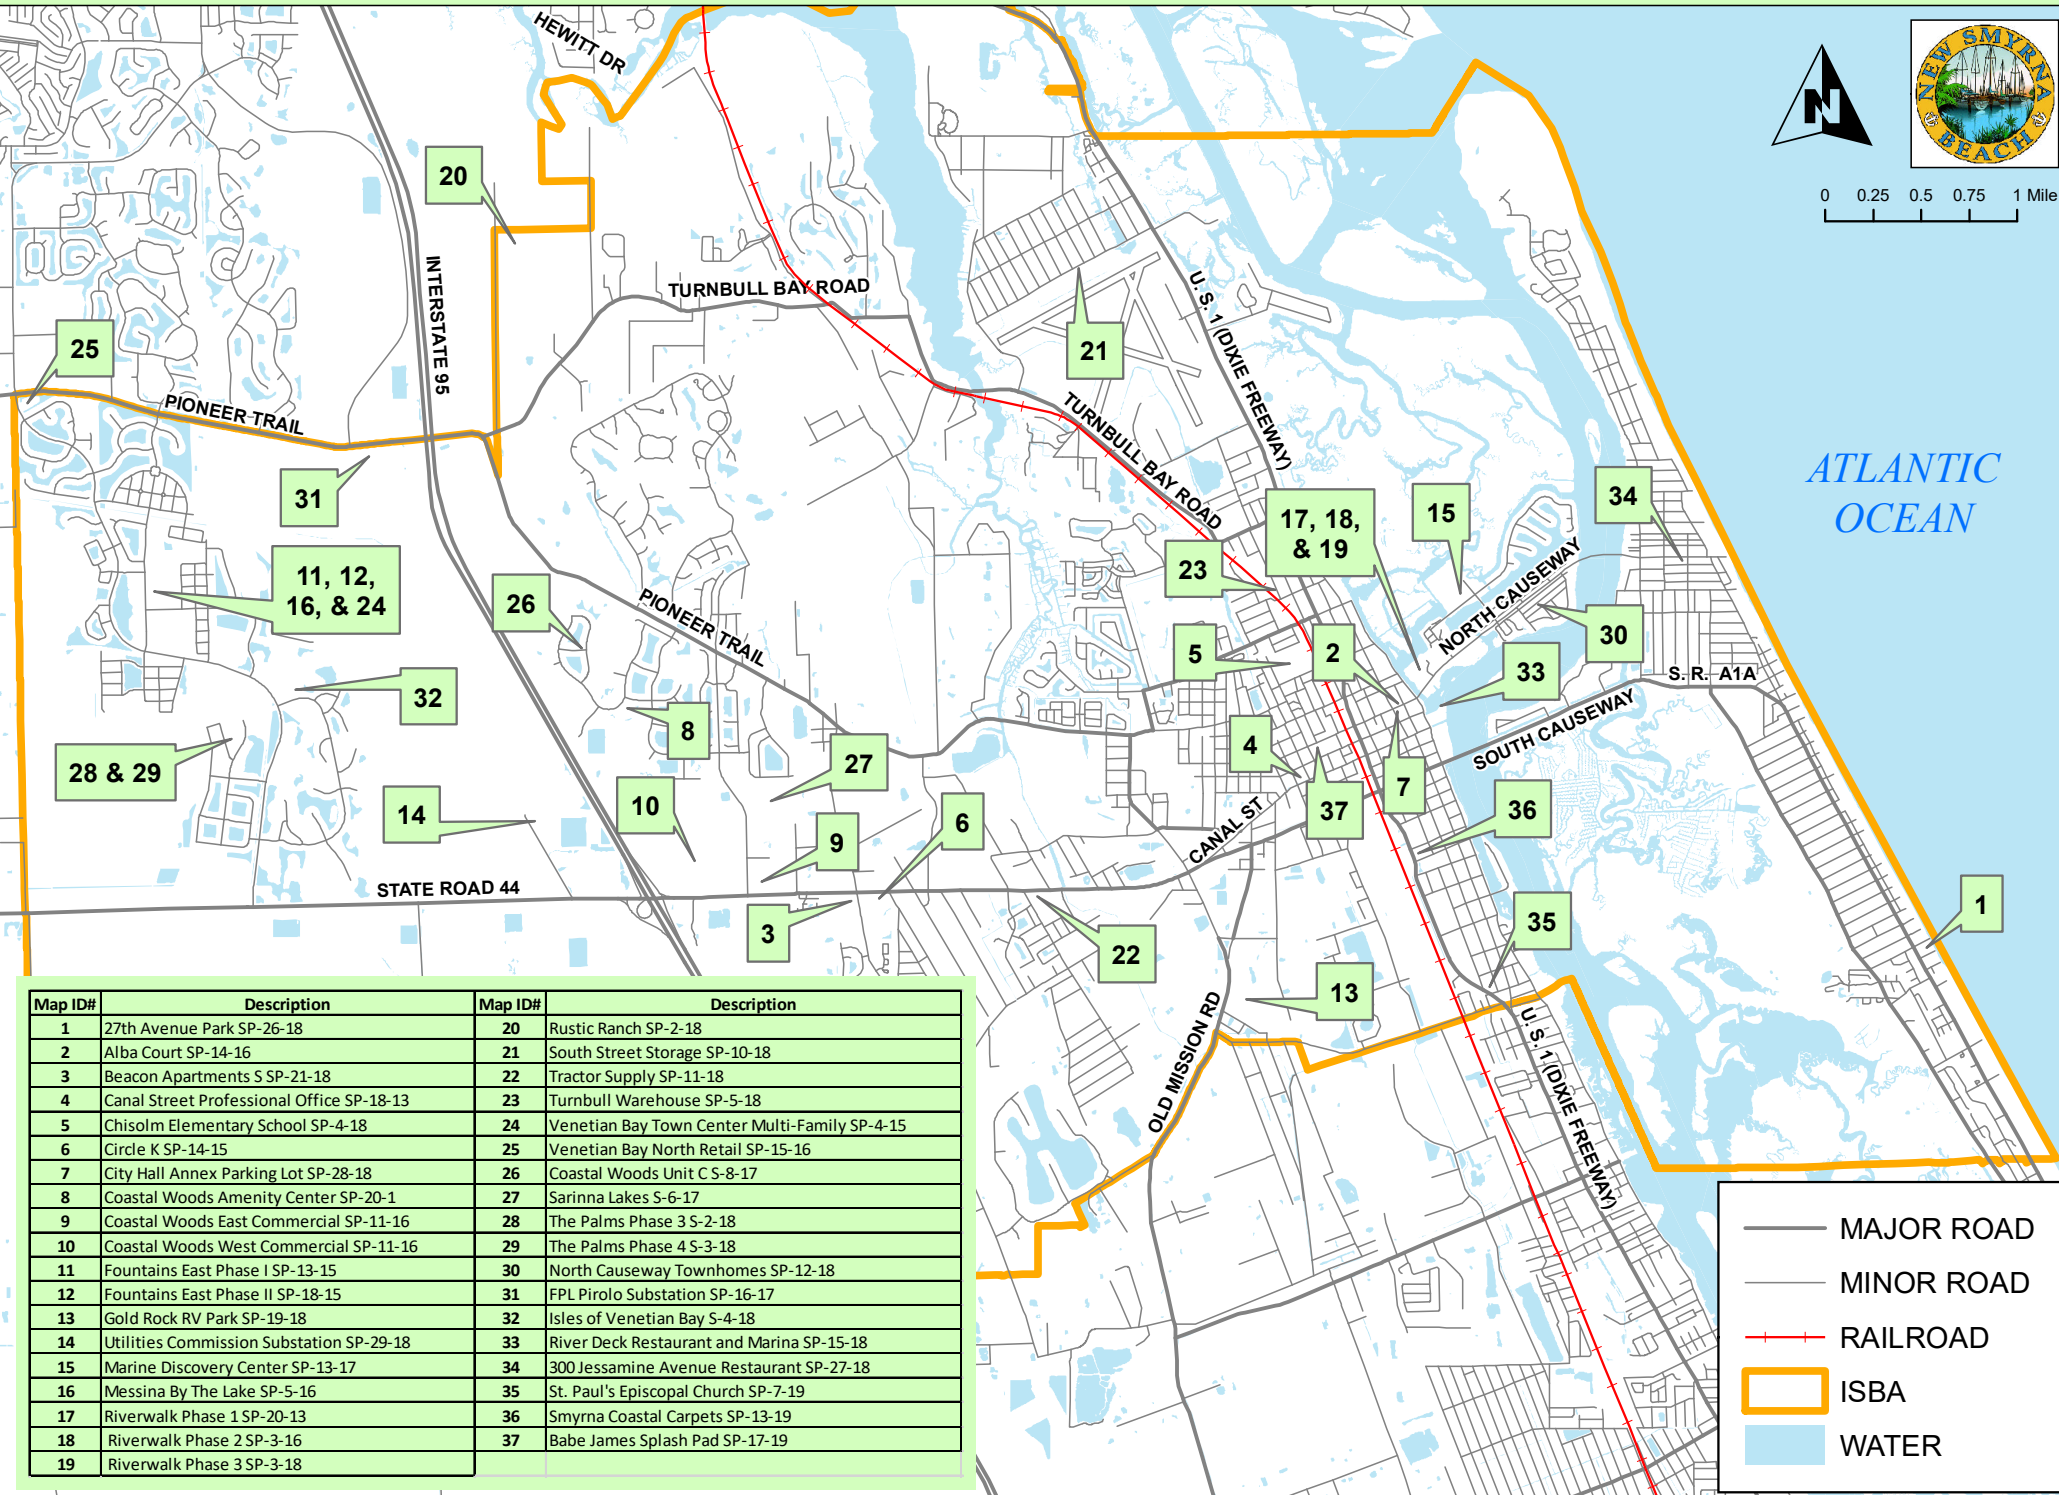 HEWITT DR
NEW SMYRNA
BEACH
N
0 0.25 0.5 0.75 1 Mile
20
INTERSTATE 95
TURNBULL BAY ROAD
U. S. 1 (DIXIE FREEWAY)
25
21
PIONEER TRAIL
TURNBULL BAY ROAD
ATLANTIC
OCEAN
31
17, 18,
& 19
15
34
11, 12,
16, & 24
26
23
NORTH CAUSEWAY
PIONEER TRAIL
5
2
30
33
S. R. A1A
32
8
4
SOUTH CAUSEWAY
28 & 29
27
7
14
10
6
37
36
CANAL ST
9
STATE ROAD 44
3
22
35
1
13
OLD MISSION RD
U. S. 1 (DIXIE FREEWAY)
Map ID# Description Map ID# Description
1 27th Avenue Park SP-26-18 20 Rustic Ranch SP-2-18
2 Alba Court SP-14-16 21 South Street Storage SP-10-18
3 Beacon Apartments S SP-21-18 22 Tractor Supply SP-11-18
4 Canal Street Professional Office SP-18-13 23 Turnbull Warehouse SP-5-18
5 Chisolm Elementary School SP-4-18 24 Venetian Bay Town Center Multi-Family SP-4-15
6 Circle K SP-14-15 25 Venetian Bay North Retail SP-15-16
7 City Hall Annex Parking Lot SP-28-18 26 Coastal Woods Unit C S-8-17
8 Coastal Woods Amenity Center SP-20-1 27 Sarinna Lakes S-6-17
9 Coastal Woods East Commercial SP-11-16 28 The Palms Phase 3 S-2-18
10 Coastal Woods West Commercial SP-11-16 29 The Palms Phase 4 S-3-18
11 Fountains East Phase I SP-13-15 30 North Causeway Townhomes SP-12-18
12 Fountains East Phase II SP-18-15 31 FPL Pirolo Substation SP-16-17
13 Gold Rock RV Park SP-19-18 32 Isles of Venetian Bay S-4-18
14 Utilities Commission Substation SP-29-18 33 River Deck Restaurant and Marina SP-15-18
15 Marine Discovery Center SP-13-17 34 300 Jessamine Avenue Restaurant SP-27-18
16 Messina By The Lake SP-5-16 35 St. Paul's Episcopal Church SP-7-19
17 Riverwalk Phase 1 SP-20-13 36 Smyrna Coastal Carpets SP-13-19
18 Riverwalk Phase 2 SP-3-16 37 Babe James Splash Pad SP-17-19
19 Riverwalk Phase 3 SP-3-18
MAJOR ROAD
MINOR ROAD
RAILROAD
ISBA
WATER